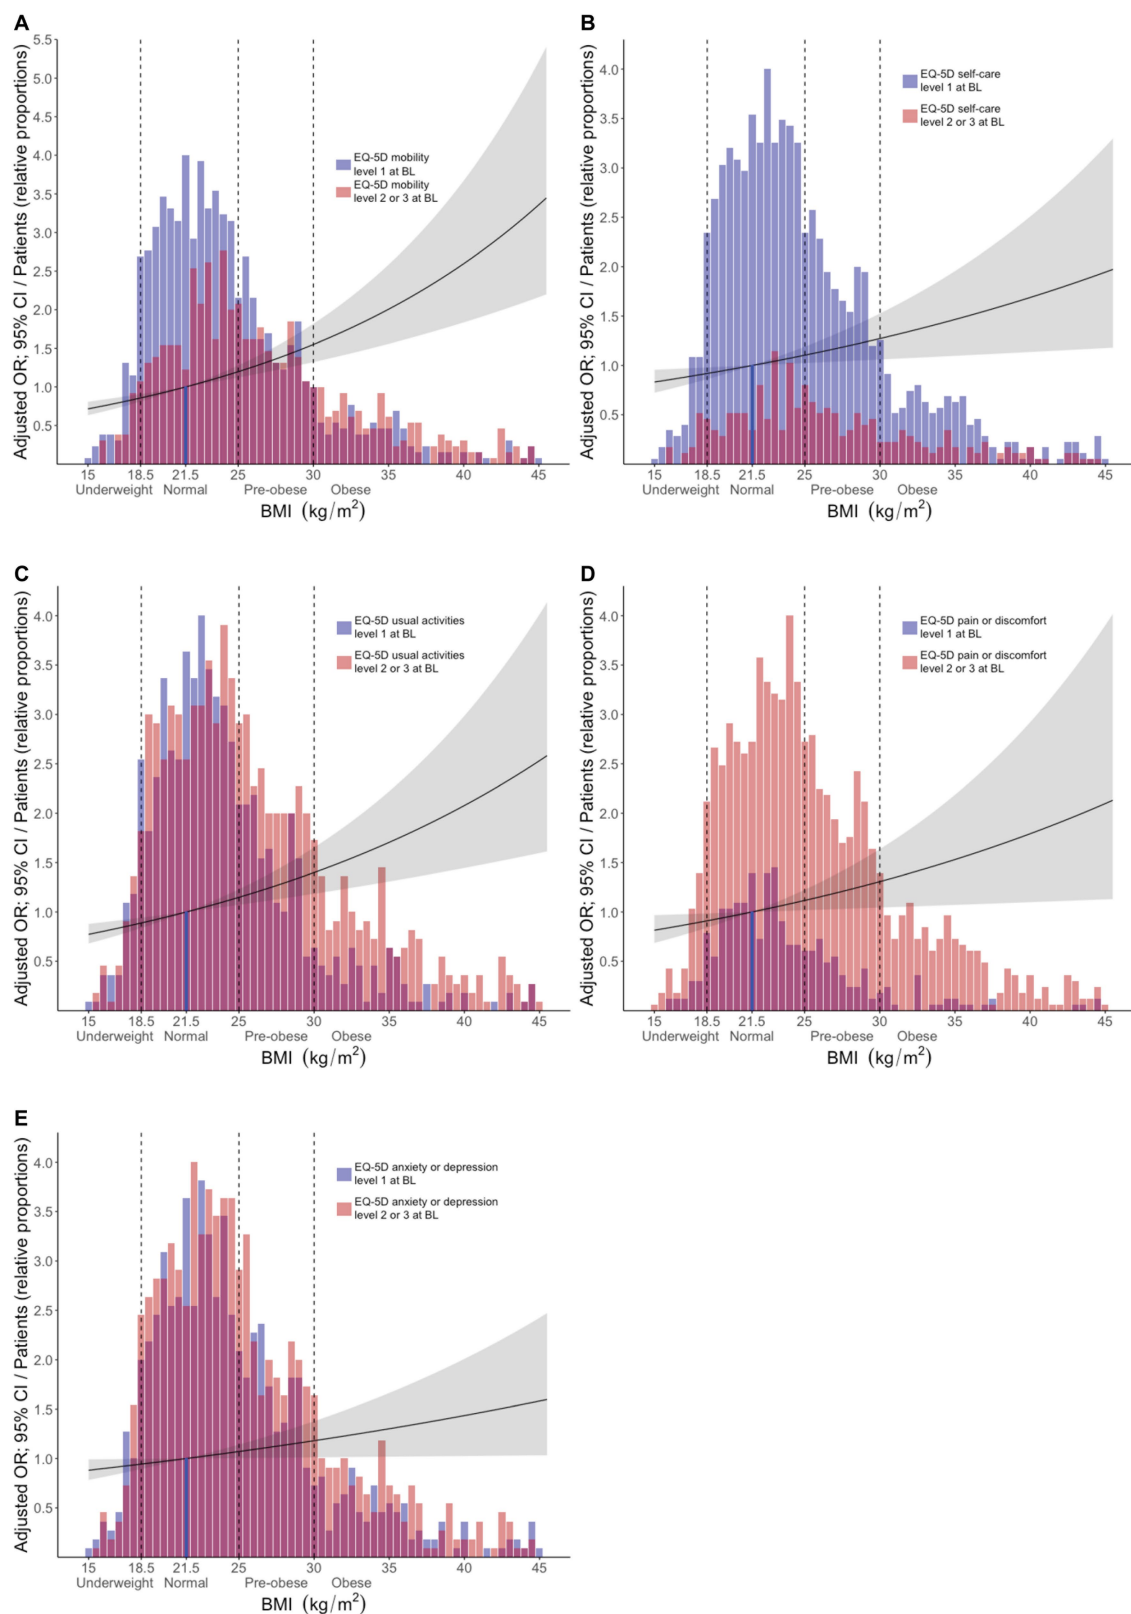 A
Adjusted OR; 95% CI / Patients (relative proportions)
5.5
5.0
4.5
4.0
3.5
3.0
2.5
2.0
1.5
1.0
0.5
EQ-5D mobility
level 1 at BL
EQ-5D mobility
level 2 or 3 at BL
15 18.5 21.5 25 30 35 40 45
Underweight Normal Pre-obese Obese
BMI (kg/m²)
B
Adjusted OR; 95% CI / Patients (relative proportions)
4.0
3.5
3.0
2.5
2.0
1.5
1.0
0.5
EQ-5D self-care
level 1 at BL
EQ-5D self-care
level 2 or 3 at BL
15 18.5 21.5 25 30 35 40 45
Underweight Normal Pre-obese Obese
BMI (kg/m²)
C
Adjusted OR; 95% CI / Patients (relative proportions)
4.0
3.5
3.0
2.5
2.0
1.5
1.0
0.5
EQ-5D usual activities
level 1 at BL
EQ-5D usual activities
level 2 or 3 at BL
15 18.5 21.5 25 30 35 40 45
Underweight Normal Pre-obese Obese
BMI (kg/m²)
D
Adjusted OR; 95% CI / Patients (relative proportions)
4.0
3.5
3.0
2.5
2.0
1.5
1.0
0.5
EQ-5D pain or discomfort
level 1 at BL
EQ-5D pain or discomfort
level 2 or 3 at BL
15 18.5 21.5 25 30 35 40 45
Underweight Normal Pre-obese Obese
BMI (kg/m²)
E
Adjusted OR; 95% CI / Patients (relative proportions)
4.0
3.5
3.0
2.5
2.0
1.5
1.0
0.5
EQ-5D anxiety or depression
level 1 at BL
EQ-5D anxiety or depression
level 2 or 3 at BL
15 18.5 21.5 25 30 35 40 45
Underweight Normal Pre-obese Obese
BMI (kg/m²)